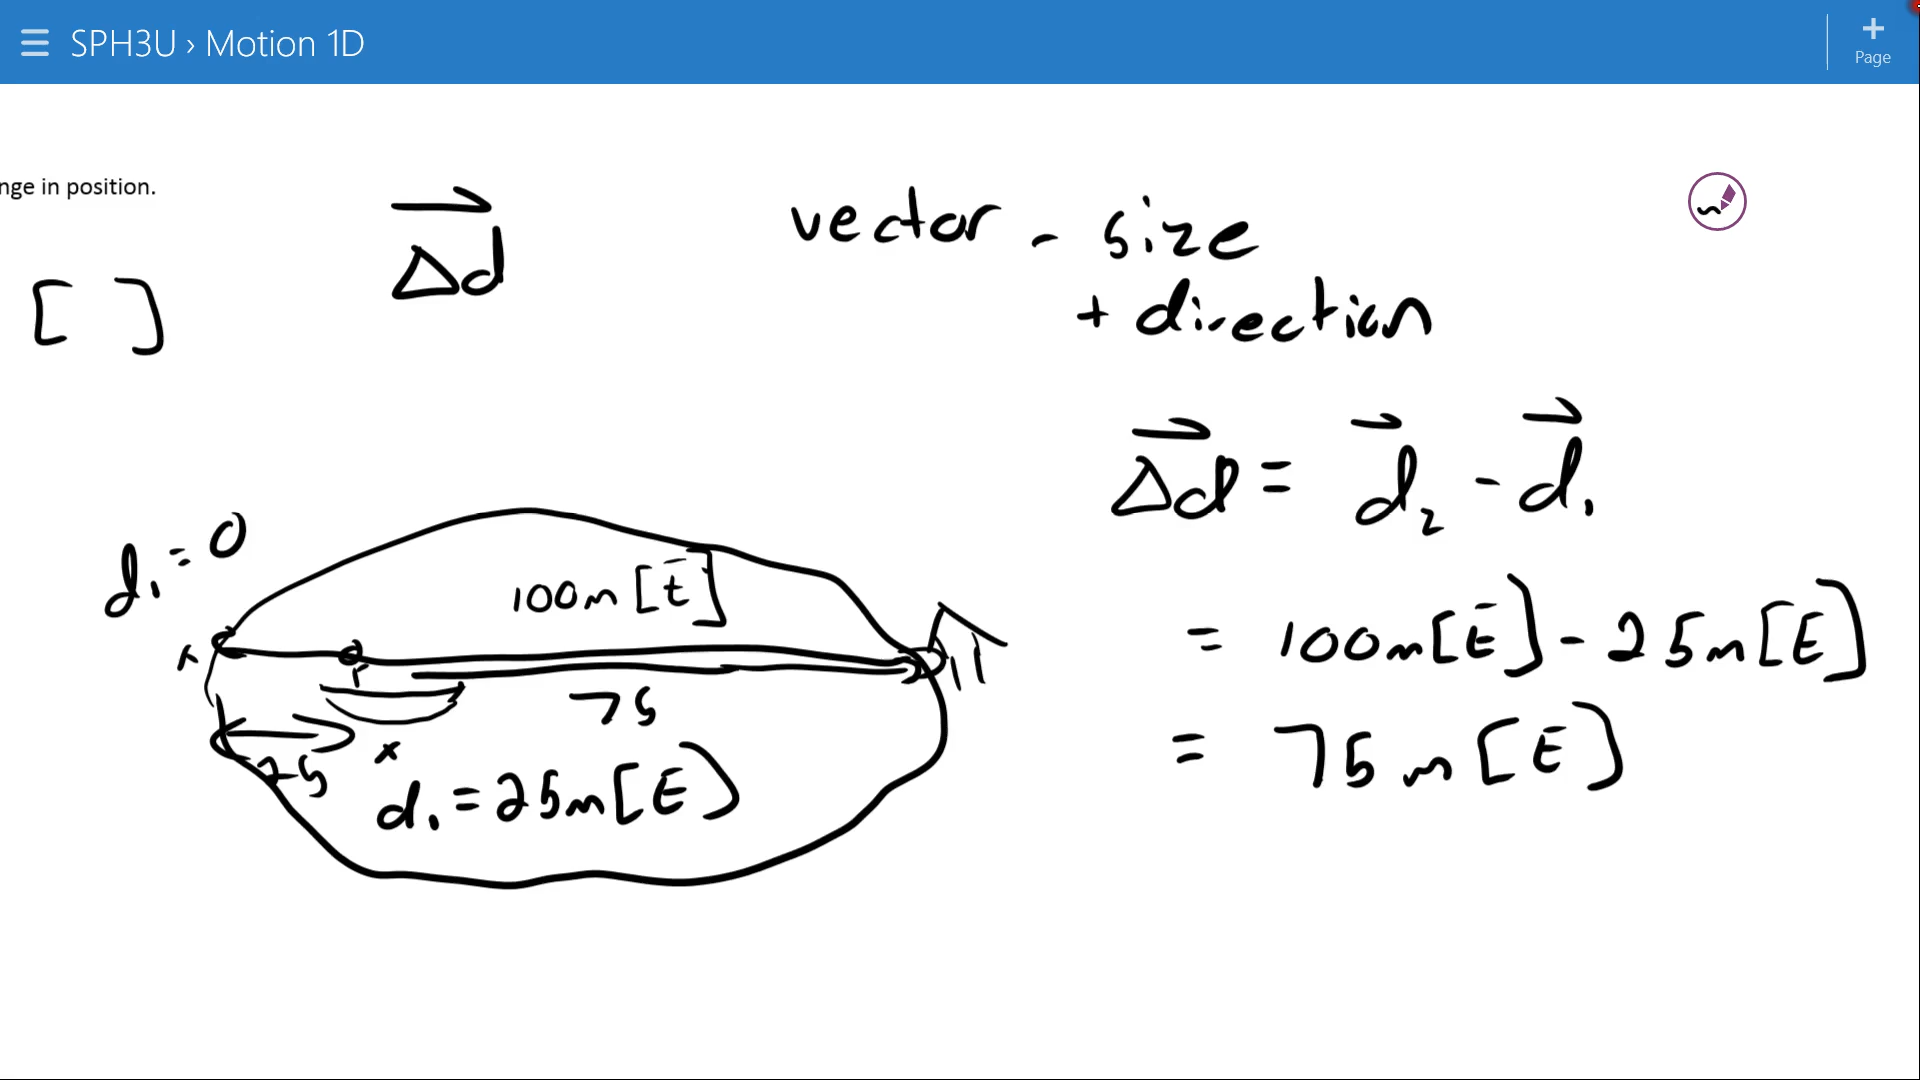 SPH3U › Motion 1D
Page
nge in position.
[ ]
Δd
vector - size
+ direction
Δd = d₂ - d₁
= 100m[E] - 25m[E]
= 75m[E]
d₁ = 0
100m[E]
75
25
x
d₁ = 25m[E]